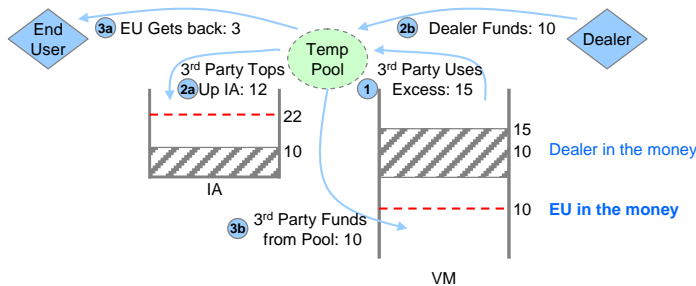 End
User
3a EU Gets back: 3
Temp
Pool
2b Dealer Funds: 10
Dealer
3rd Party Tops
2a Up IA: 12
1 3rd Party Uses
Excess: 15
22
10
IA
15
10
Dealer in the money
10
EU in the money
3b 3rd Party Funds
from Pool: 10
VM